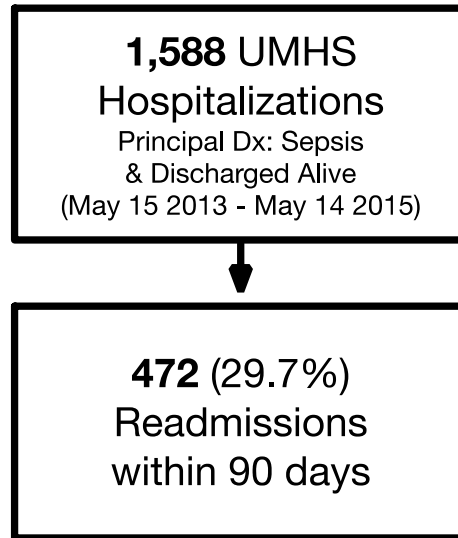 1,588 UMHS
Hospitalizations
Principal Dx: Sepsis
& Discharged Alive
(May 15 2013 - May 14 2015)
472 (29.7%)
Readmissions
within 90 days